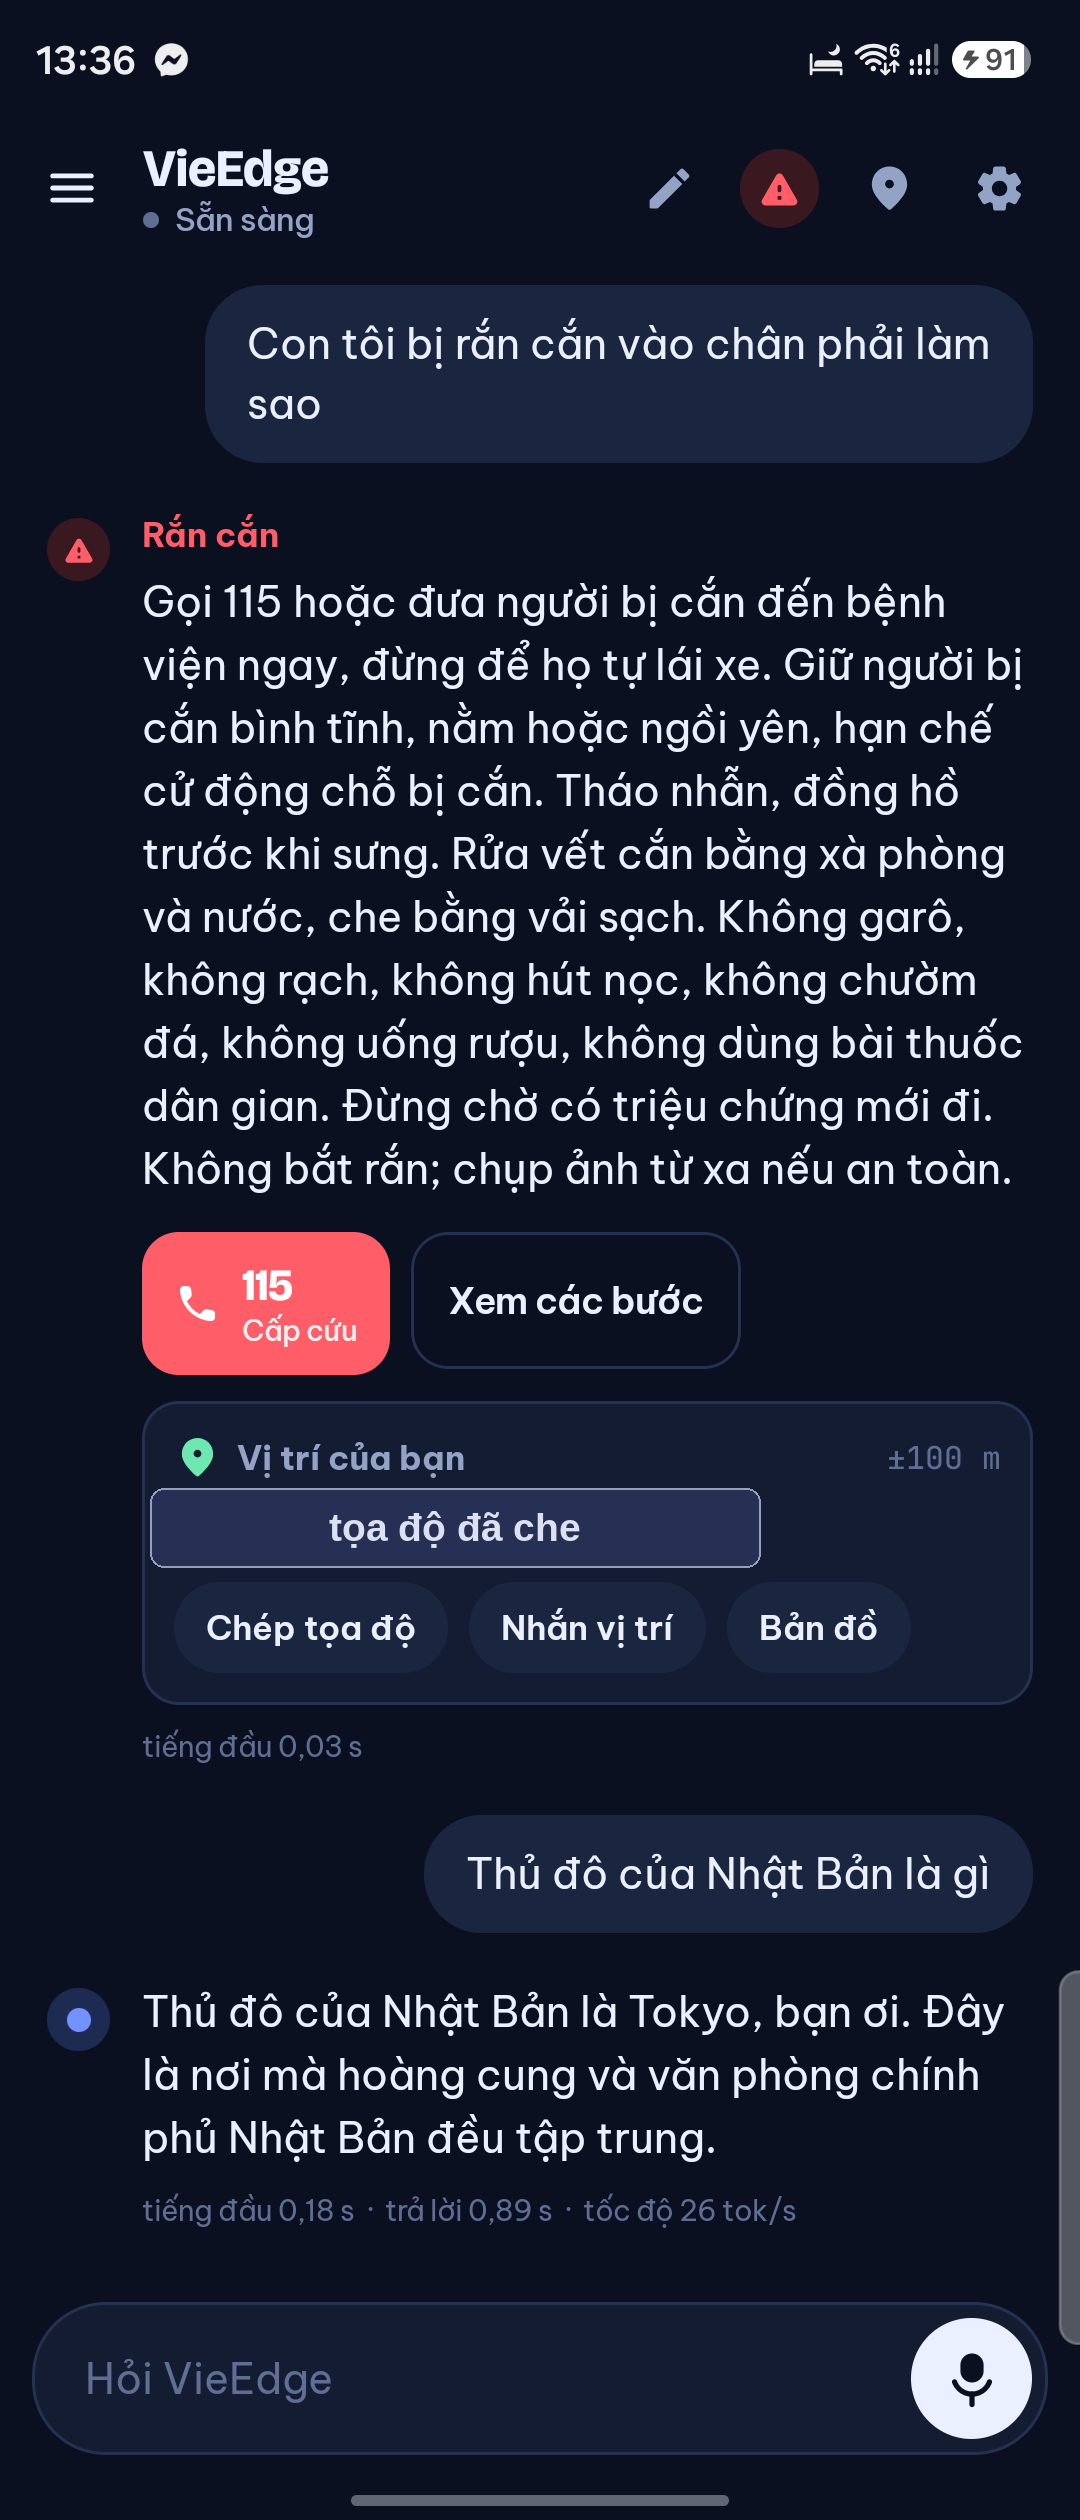 13:36
6
91
VieEdge
Sẵn sàng
Con tôi bị rắn cắn vào chân phải làm
sao
Rắn cắn
Gọi 115 hoặc đưa người bị cắn đến bệnh
viện ngay, đừng để họ tự lái xe. Giữ người bị
cắn bình tĩnh, nằm hoặc ngồi yên, hạn chế
cử động chỗ bị cắn. Tháo nhẫn, đồng hồ
trước khi sưng. Rửa vết cắn bằng xà phòng
và nước, che bằng vải sạch. Không garô,
không rạch, không hút nọc, không chườm
đá, không uống rượu, không dùng bài thuốc
dân gian. Đừng chờ có triệu chứng mới đi.
Không bắt rắn; chụp ảnh từ xa nếu an toàn.
115
Cấp cứu
Xem các bước
Vị trí của bạn
±100 m
tọa độ đã che
Chép tọa độ
Nhắn vị trí
Bản đồ
tiếng đầu 0,03 s
Thủ đô của Nhật Bản là gì
Thủ đô của Nhật Bản là Tokyo, bạn ơi. Đây
là nơi mà hoàng cung và văn phòng chính
phủ Nhật Bản đều tập trung.
tiếng đầu 0,18 s · trả lời 0,89 s · tốc độ 26 tok/s
Hỏi VieEdge